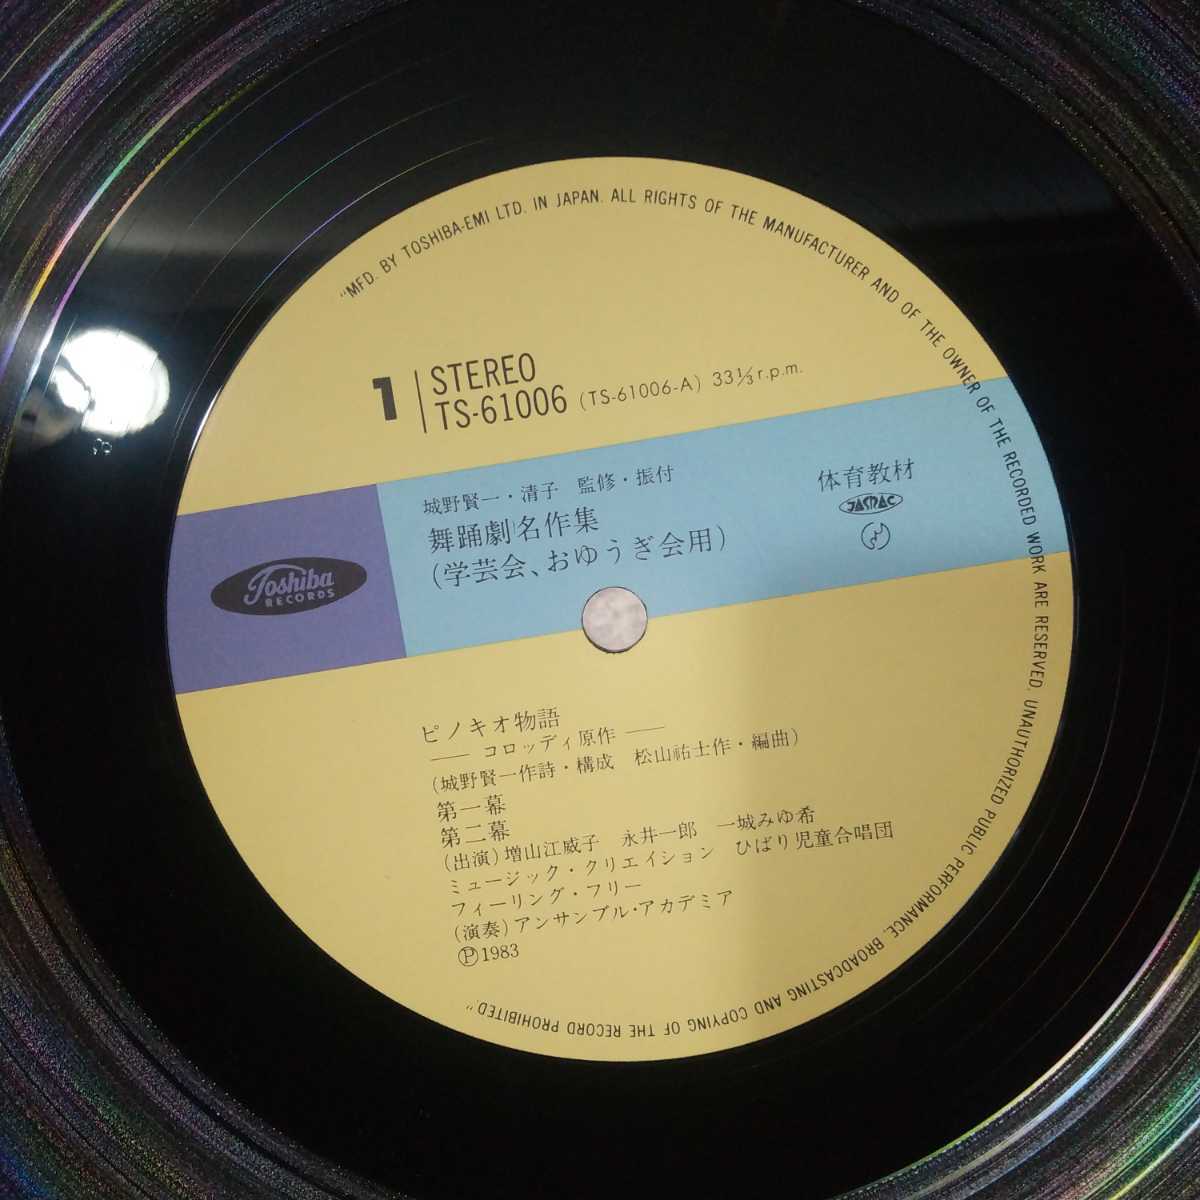 "MFD. BY TOSHIBA-EMI LTD. IN JAPAN. ALL RIGHTS OF THE MANUFACTURER AND OF THE OWNER OF THE RECORDED WORK ARE RESERVED. UNAUTHORIZED PUBLIC PERFORMANCE. BROADCASTING AND COPYING OF THE RECORD PROHIBITED."
1
STEREO
TS-61006 (TS-61006-A) 33⅓ r.p.m.
城野賢一・清子 監修・振付
舞踊劇名作集
(学芸会、おゆうぎ会用)
体育教材
JASRAC
Toshiba
RECORDS
ピノキオ物語
── コロッディ原作 ──
(城野賢一作詩・構成 松山祐士作・編曲)
第一幕
第二幕
(出演) 増山江威子 永井一郎 一城みゆ希
ミュージック・クリエイション ひばり児童合唱団
フィーリング・フリー
(演奏) アンサンブル・アカデミア
Ⓟ1983